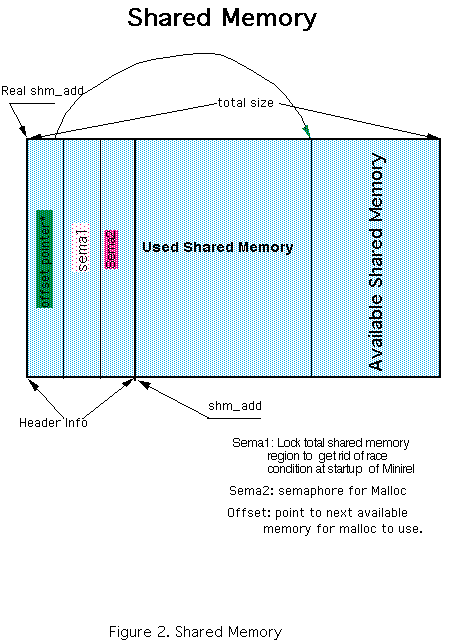 Shared Memory
Real shm_add
total size
offset pointer*
sema1
sema2
Used Shared Memory
Available Shared Memory
Header Info
shm_add
Sema1: Lock total shared memory
region to get rid of race
condition at startup of Minirel
Sema2: semaphore for Malloc
Offset: point to next available
memory for malloc to use.
Figure 2. Shared Memory